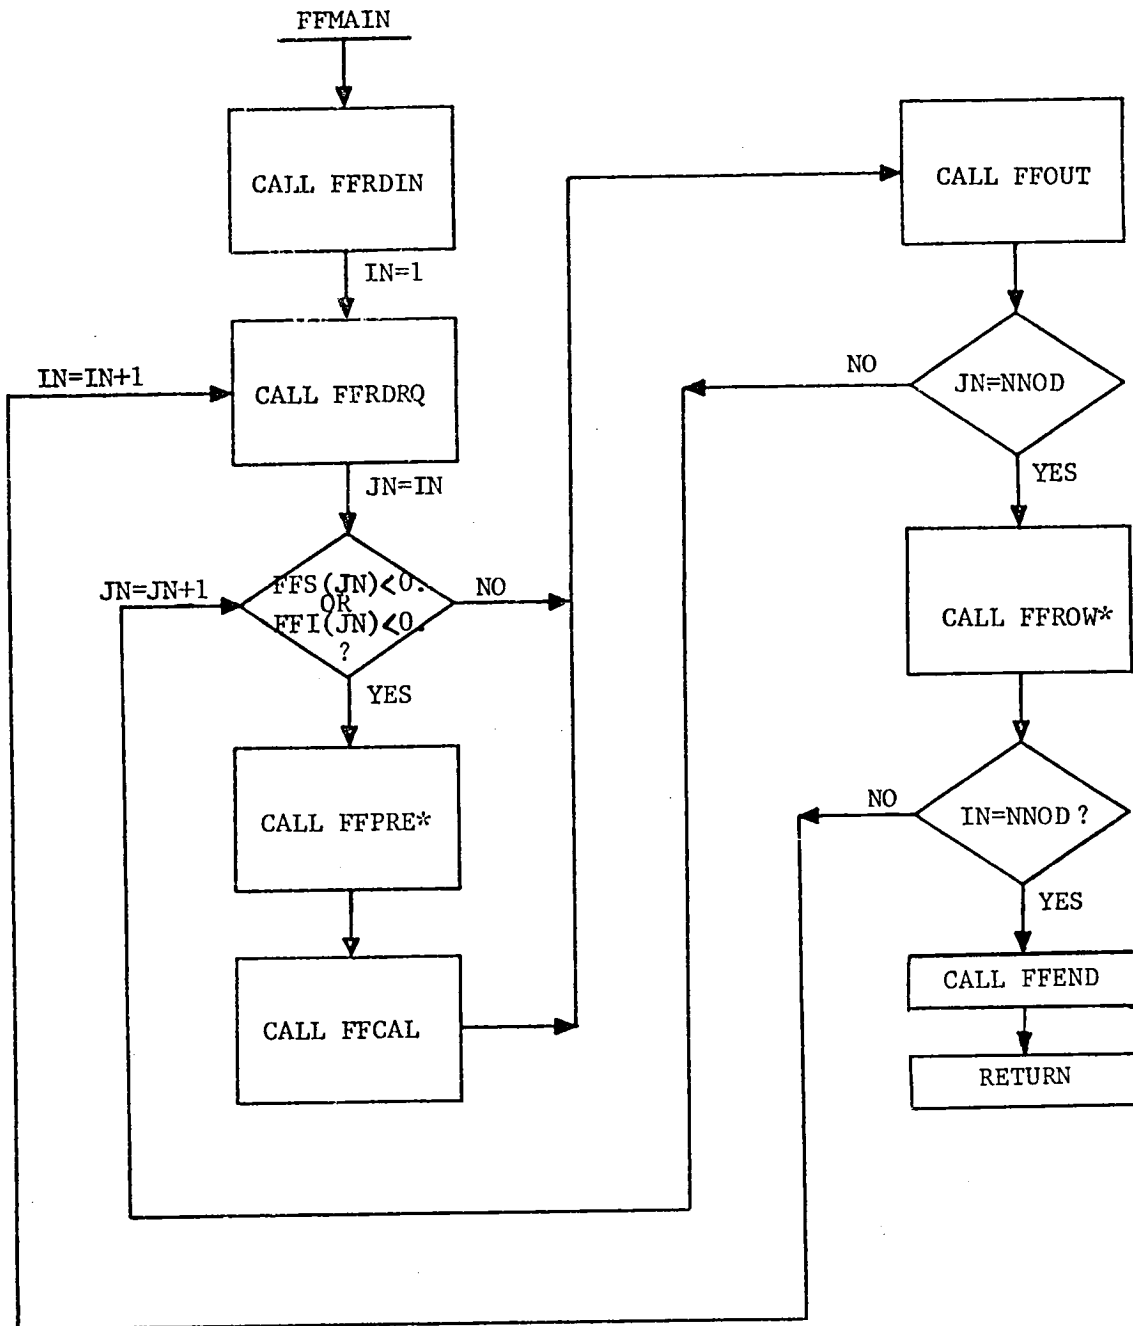 FFMAIN
CALL FFRDIN
IN=1
IN=IN+1
CALL FFRDRQ
JN=IN
JN=JN+1
FFS(JN)<0.
OR
FFI(JN)<0.
?
NO
YES
CALL FFPRE*
CALL FFCAL
CALL FFOUT
NO
JN=NNOD
YES
CALL FFROW*
NO
IN=NNOD?
YES
CALL FFEND
RETURN